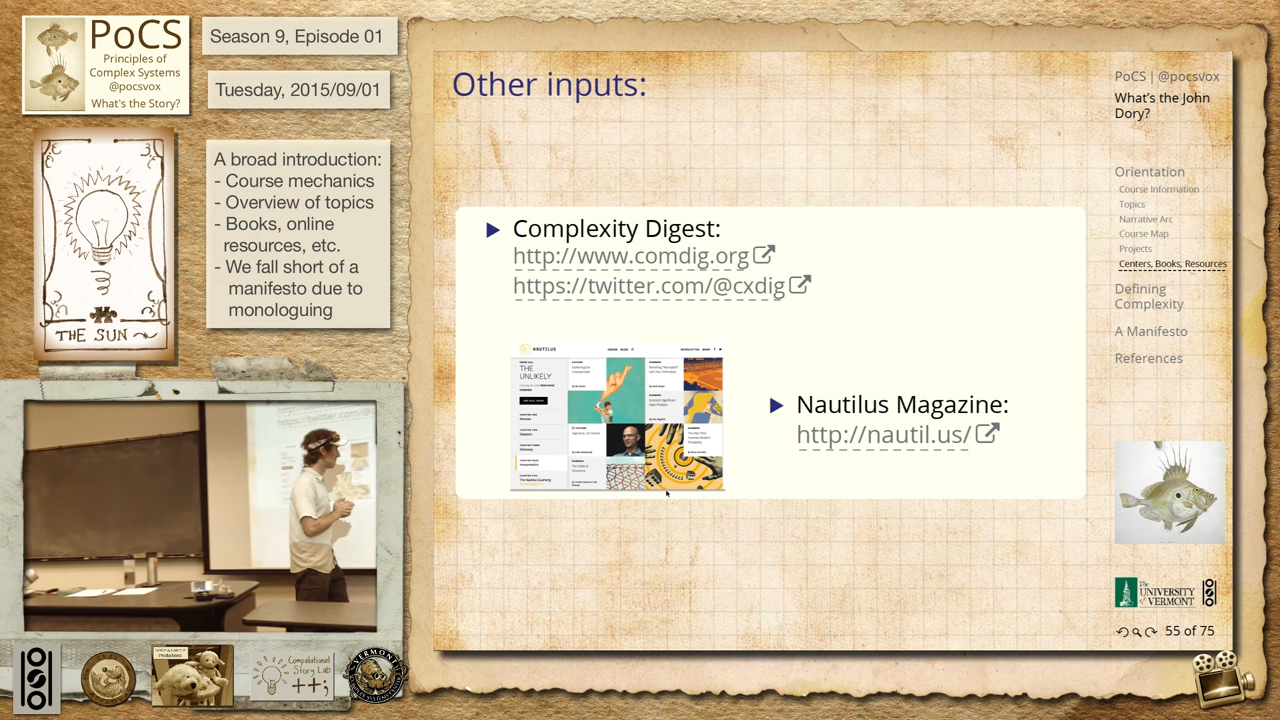 PoCS
Principles of
Complex Systems
@pocsvox
What's the Story?
Season 9, Episode 01
Tuesday, 2015/09/01
A broad introduction:
- Course mechanics
- Overview of topics
- Books, online
resources, etc.
- We fall short of a
manifesto due to
monologuing
THE SUN
Other inputs:
Complexity Digest:
http://www.comdig.org
https://twitter.com/@cxdig
NAUTILUS
THE
UNLIKELY
Nautilus Magazine:
http://nautil.us/
PoCS | @pocsvox
What's the John
Dory?
Orientation
Course Information
Topics
Narrative Arc
Course Map
Projects
Centers, Books, Resources
Defining
Complexity
A Manifesto
References
The
UNIVERSITY
of VERMONT
55 of 75
Computational
Story Lab
++;
VERMONT